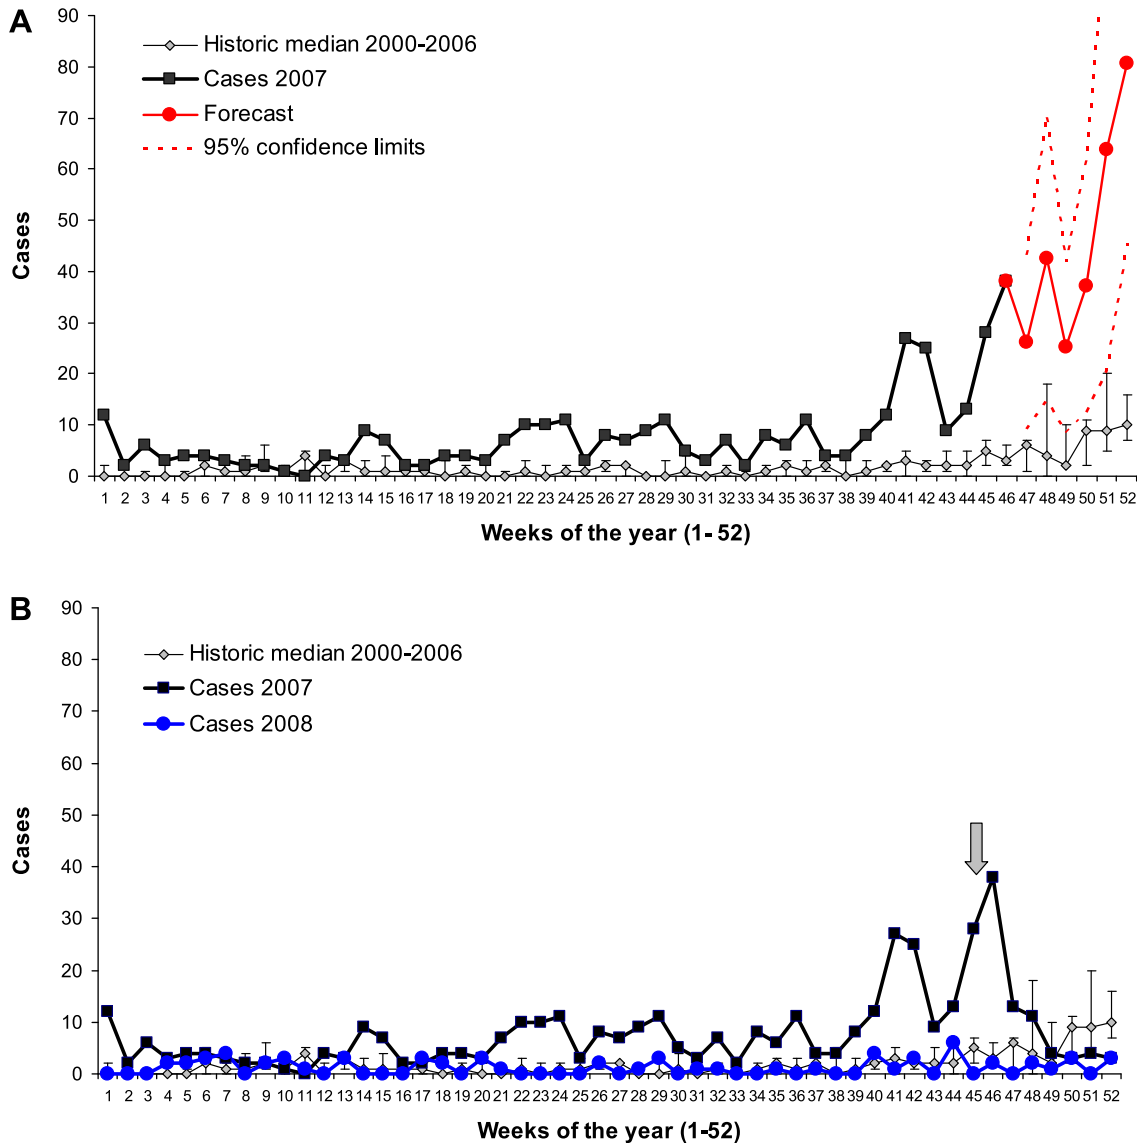 A
90
80
70
60
50
40
30
20
10
0
Cases
Historic median 2000-2006
Cases 2007
Forecast
95% confidence limits
1 2 3 4 5 6 7 8 9 10 11 12 13 14 15 16 17 18 19 20 21 22 23 24 25 26 27 28 29 30 31 32 33 34 35 36 37 38 39 40 41 42 43 44 45 46 47 48 49 50 51 52
Weeks of the year (1- 52)
B
90
80
70
60
50
40
30
20
10
0
Cases
Historic median 2000-2006
Cases 2007
Cases 2008
1 2 3 4 5 6 7 8 9 10 11 12 13 14 15 16 17 18 19 20 21 22 23 24 25 26 27 28 29 30 31 32 33 34 35 36 37 38 39 40 41 42 43 44 45 46 47 48 49 50 51 52
Weeks of the year (1-52)